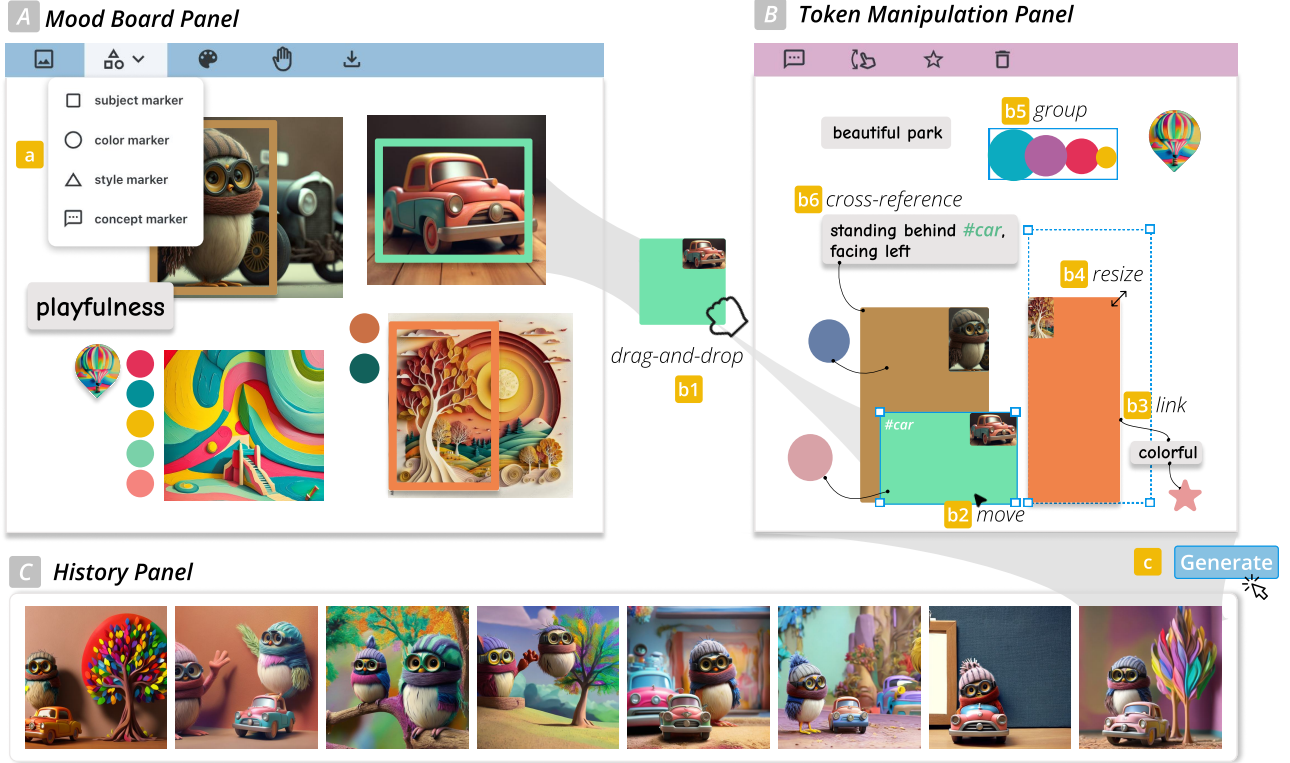 A Mood Board Panel
subject marker
color marker
style marker
concept marker
a
playfulness
drag-and-drop
b1
B Token Manipulation Panel
beautiful park
b5 group
b6 cross-reference
standing behind #car,
facing left
b4 resize
#car
b3 link
colorful
b2 move
C History Panel
c Generate